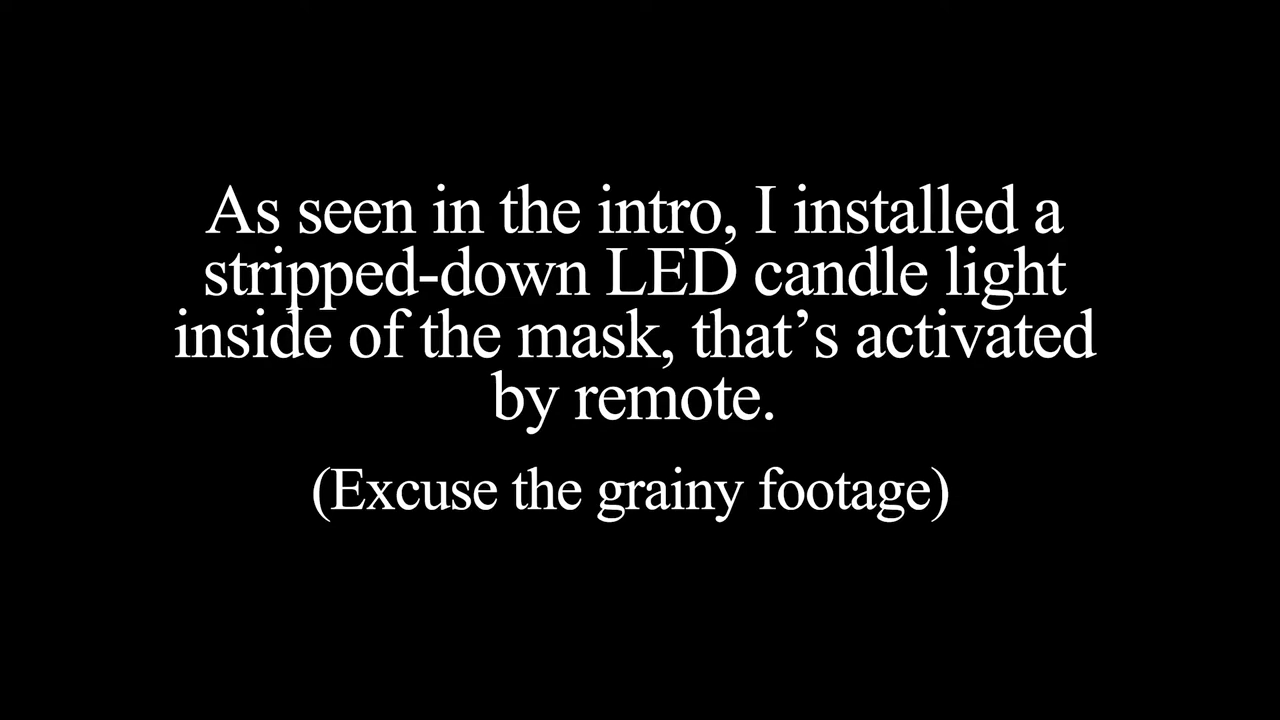 As seen in the intro, I installed a
stripped-down LED candle light
inside of the mask, that’s activated
by remote.
(Excuse the grainy footage)